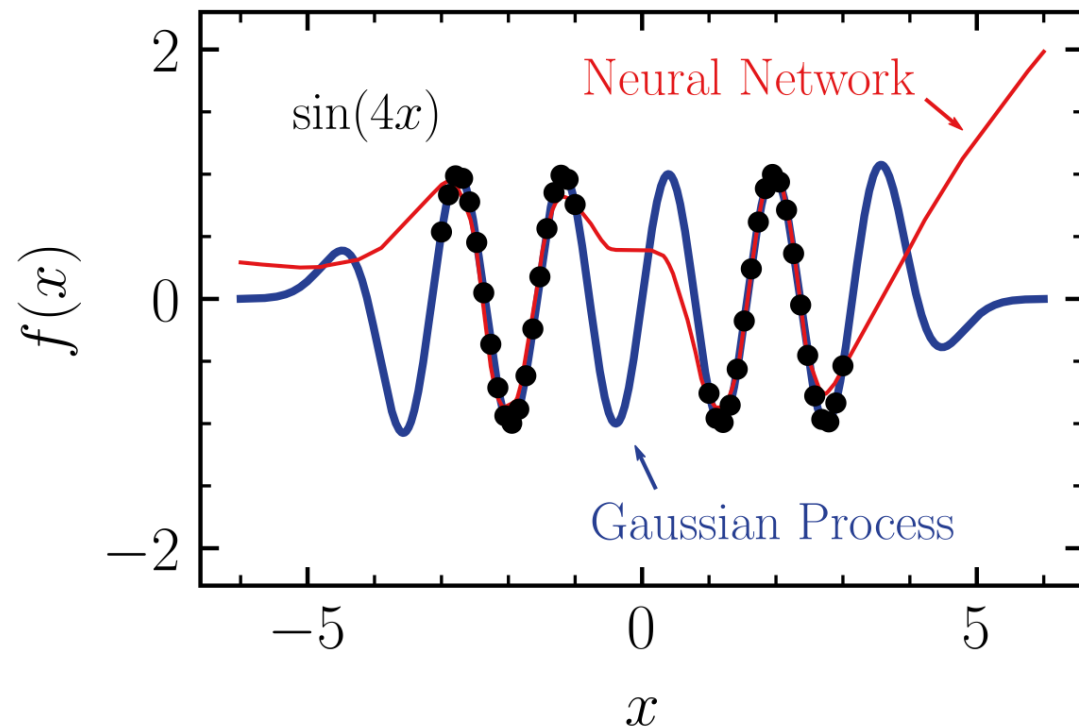 2
Neural Network
sin(4x)
f(x)
0
Gaussian Process
−2
−5 0 5
x